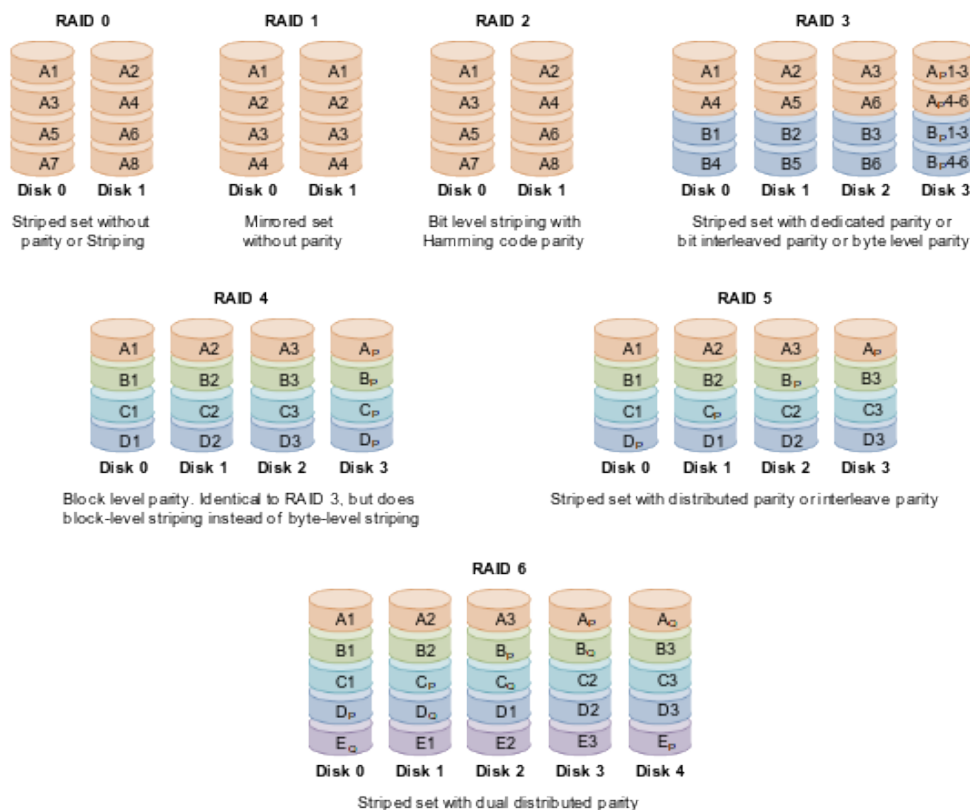 RAID 0 RAID 1 RAID 2 RAID 3
A1 A2 A1 A1 A1 A2 A1 A2 A3 AP1-3
A3 A4 A2 A2 A3 A4 A4 A5 A6 AP4-6
A5 A6 A3 A3 A5 A6 B1 B2 B3 BP1-3
A7 A8 A4 A4 A7 A8 B4 B5 B6 BP4-6
Disk 0 Disk 1 Disk 0 Disk 1 Disk 0 Disk 1 Disk 0 Disk 1 Disk 2 Disk 3
Striped set without
parity or Striping
Mirrored set
without parity
Bit level striping with
Hamming code parity
Striped set with dedicated parity or
bit interleaved parity or byte level parity
RAID 4 RAID 5
A1 A2 A3 AP A1 A2 A3 AP
B1 B2 B3 BP B1 B2 BP B3
C1 C2 C3 CP C1 CP C2 C3
D1 D2 D3 DP DP D1 D2 D3
Disk 0 Disk 1 Disk 2 Disk 3 Disk 0 Disk 1 Disk 2 Disk 3
Block level parity. Identical to RAID 3, but does
block-level striping instead of byte-level striping
Striped set with distributed parity or interleave parity
RAID 6
A1 A2 A3 AP AQ
B1 B2 BP BQ B3
C1 CP CQ C2 C3
DP DQ D1 D2 D3
EQ E1 E2 E3 EP
Disk 0 Disk 1 Disk 2 Disk 3 Disk 4
Striped set with dual distributed parity